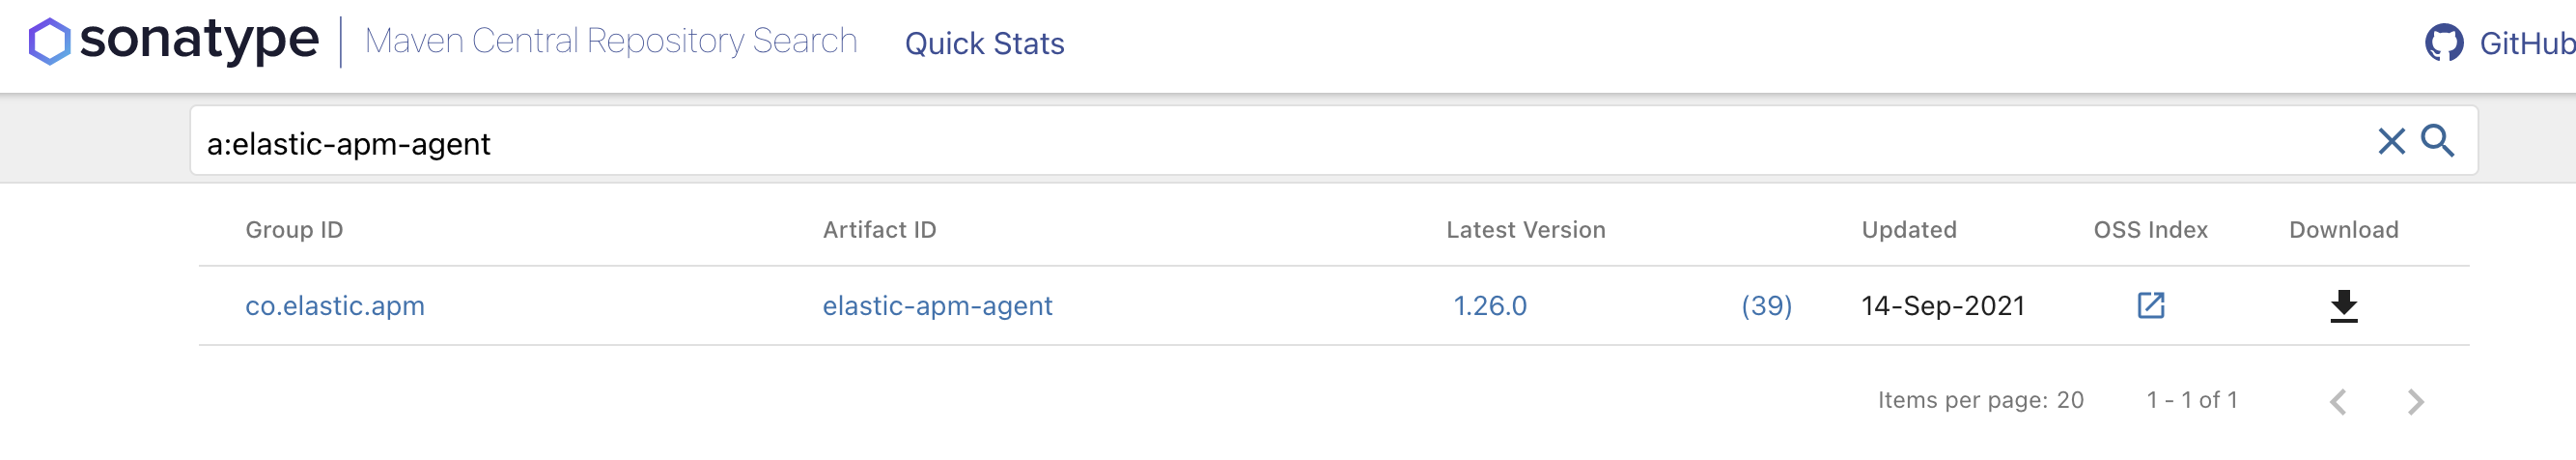 sonatype Maven Central Repository Search Quick Stats GitHub
a:elastic-apm-agent
Group ID Artifact ID Latest Version Updated OSS Index Download
co.elastic.apm elastic-apm-agent 1.26.0 (39) 14-Sep-2021
Items per page: 20 1 - 1 of 1